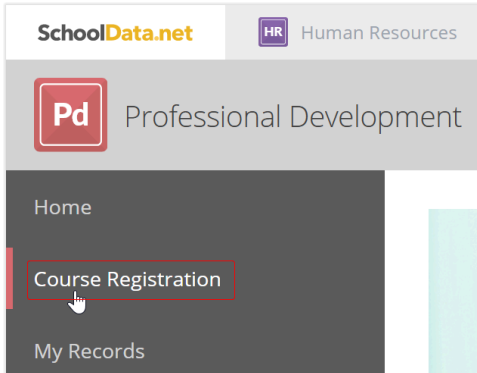 SchoolData.net
HR Human Resources
Pd Professional Development
Home
Course Registration
My Records